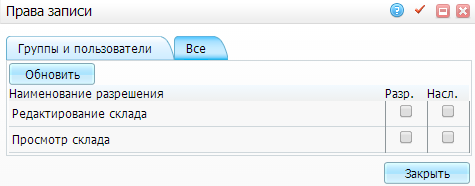 Права записи
Группы и пользователи Все
Обновить
Наименование разрешения Разр. Насл.
Редактирование склада
Просмотр склада
Закрыть